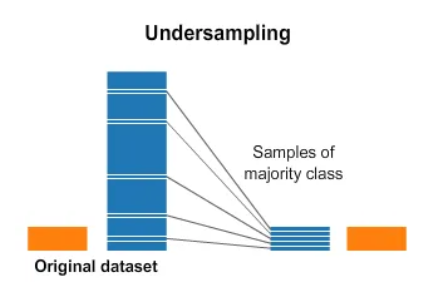 Undersampling
Samples of
majority class
Original dataset